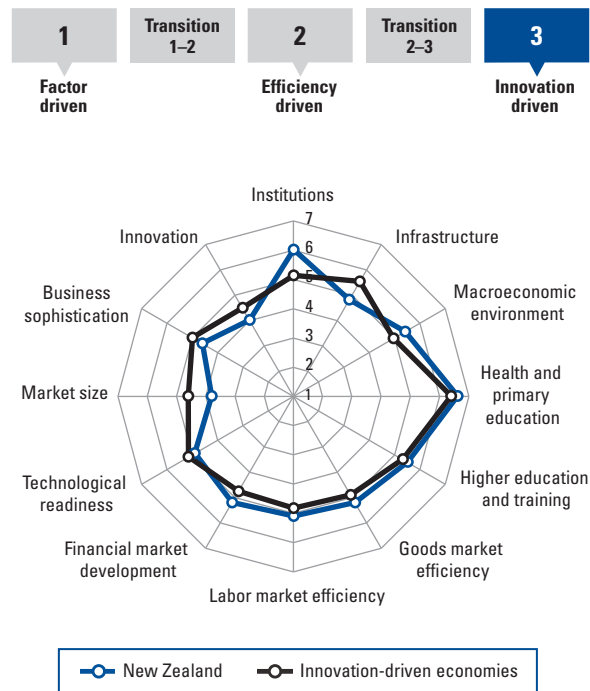 1
Transition
1–2
2
Transition
2–3
3
Factor
driven
Efficiency
driven
Innovation
driven
Institutions
7
Innovation
Infrastructure
6
5
Business
sophistication
Macroeconomic
environment
4
3
2
Market size
1
Health and
primary
education
Technological
readiness
Higher education
and training
Financial market
development
Goods market
efficiency
Labor market efficiency
New Zealand
Innovation-driven economies